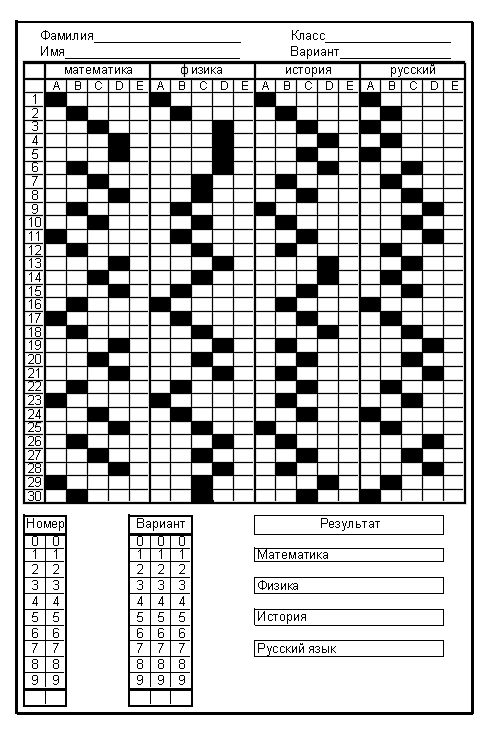 Фамилия Класс
Имя Вариант
математика физика история русский
A B C D E A B C D E A B C D E A B C D E
1
2
3
4
5
6
7
8
9
10
11
12
13
14
15
16
17
18
19
20
21
22
23
24
25
26
27
28
29
30
Номер Вариант Результат
0 0 0 0 0
1 1 1 1 1 Математика
2 2 2 2 2
3 3 3 3 3 Физика
4 4 4 4 4
5 5 5 5 5 История
6 6 6 6 6
7 7 7 7 7 Русский язык
8 8 8 8 8
9 9 9 9 9